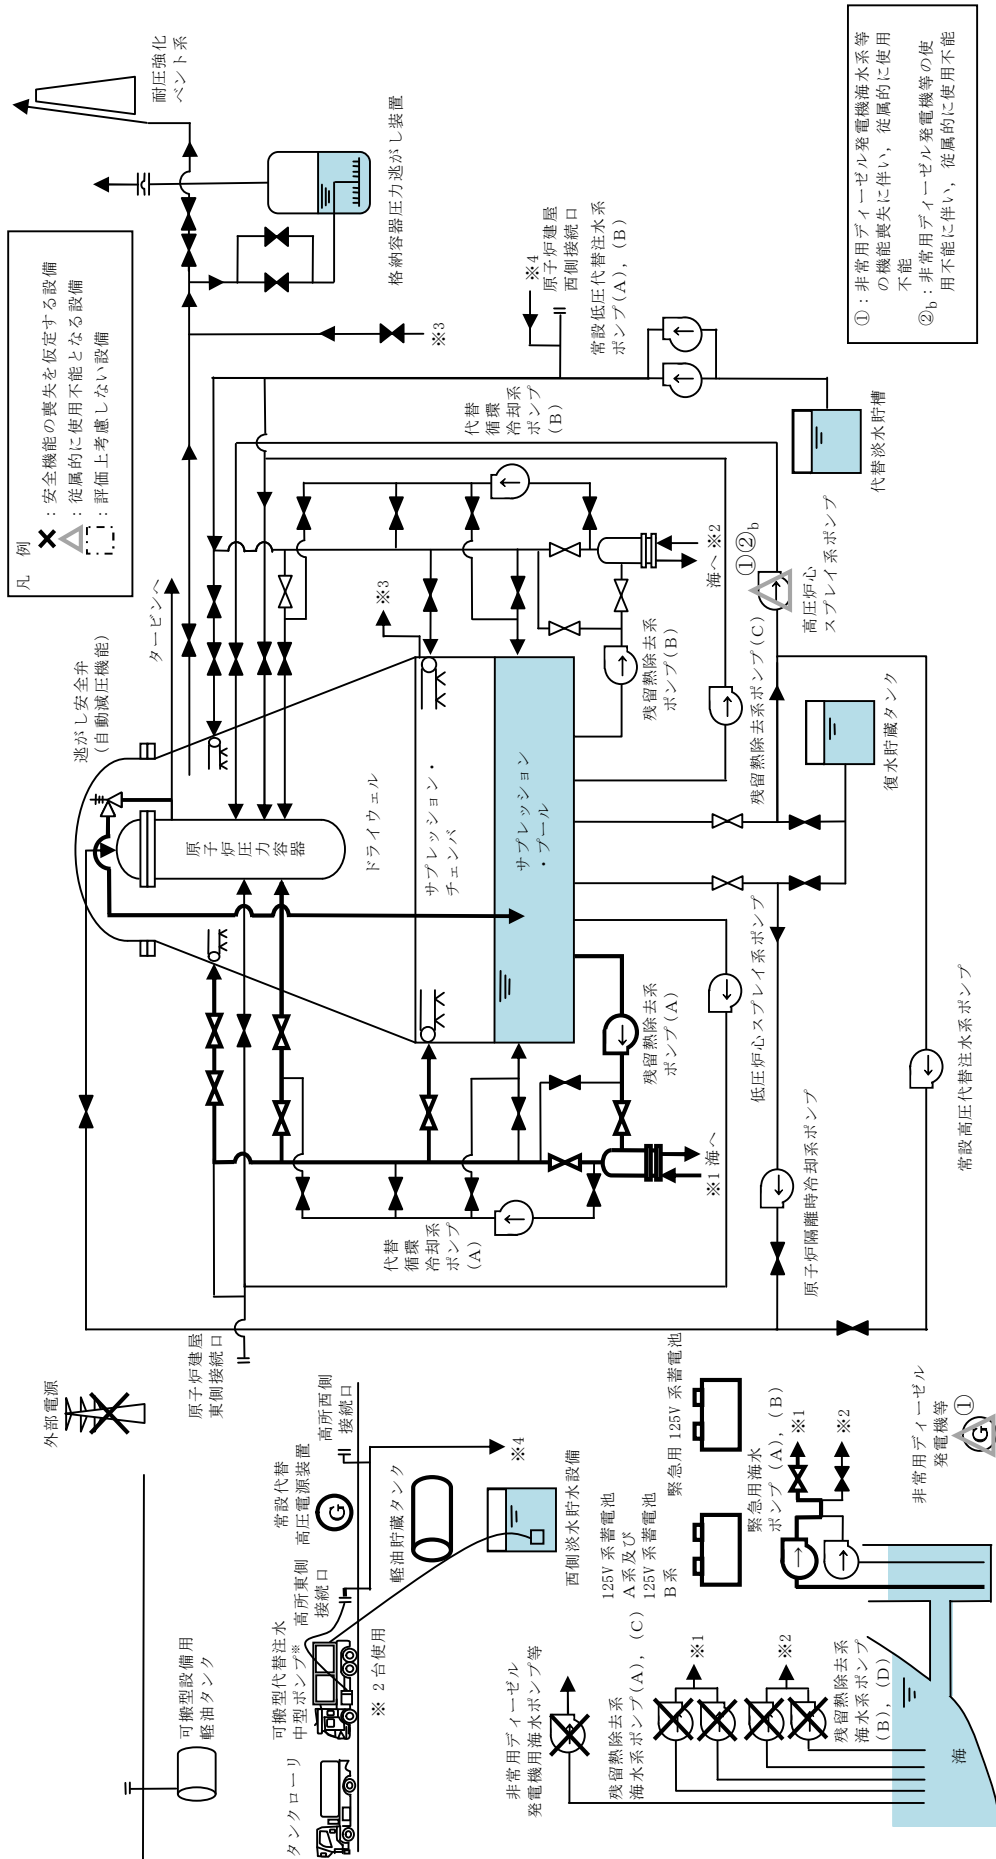 凡　例
✖：安全機能の喪失を仮定する設備
：従属的に使用不能となる設備
：評価上考慮しない設備
耐圧強化
ベント系
格納容器圧力逃がし装置
※3
※4
原子炉建屋
西側接続口
常設低圧代替注水系
ポンプ(A)，(B)
①：非常用ディーゼル発電機海水系等
の機能喪失に伴い，従属的に使用
不能
②b：非常用ディーゼル発電機等の使
用不能に伴い，従属的に使用不能
代替淡水貯槽
タービンへ
逃がし安全弁
(自動減圧機能)
※3
代替
循環
冷却系
ポンプ
(B)
海へ ※2
①②b
高圧炉心
スプレイ系ポンプ
残留熱除去系
ポンプ(B)
残留熱除去系ポンプ(C)
復水貯蔵タンク
原子炉圧力容器
ドライウェル
サプレッション・
チェンバ
サプレッション
・プール
残留熱除去系
ポンプ(A)
低圧炉心スプレイ系ポンプ
※1 海へ
代替
循環
冷却系
ポンプ
(A)
原子炉隔離時冷却系ポンプ
常設高圧代替注水系ポンプ
原子炉建屋
東側接続口
外部電源
常設代替
高圧電源装置
G
高所西側
接続口
高所東側
接続口
軽油貯蔵タンク
※4
西側淡水貯水設備
可搬型設備用
軽油タンク
可搬型代替注水
中型ポンプ※
※ 2台使用
タンクローリ
緊急用 125V 系蓄電池
125V 系蓄電池
A系及び
125V 系蓄電池
B系
緊急用海水
ポンプ(A)，(B)
※1
※2
非常用ディーゼル
発電機等
①
G
非常用ディーゼル
発電機用海水ポンプ等
残留熱除去系
海水系ポンプ(A)，(C)
※1
※2
残留熱除去系
海水系ポンプ
(B)，(D)
海